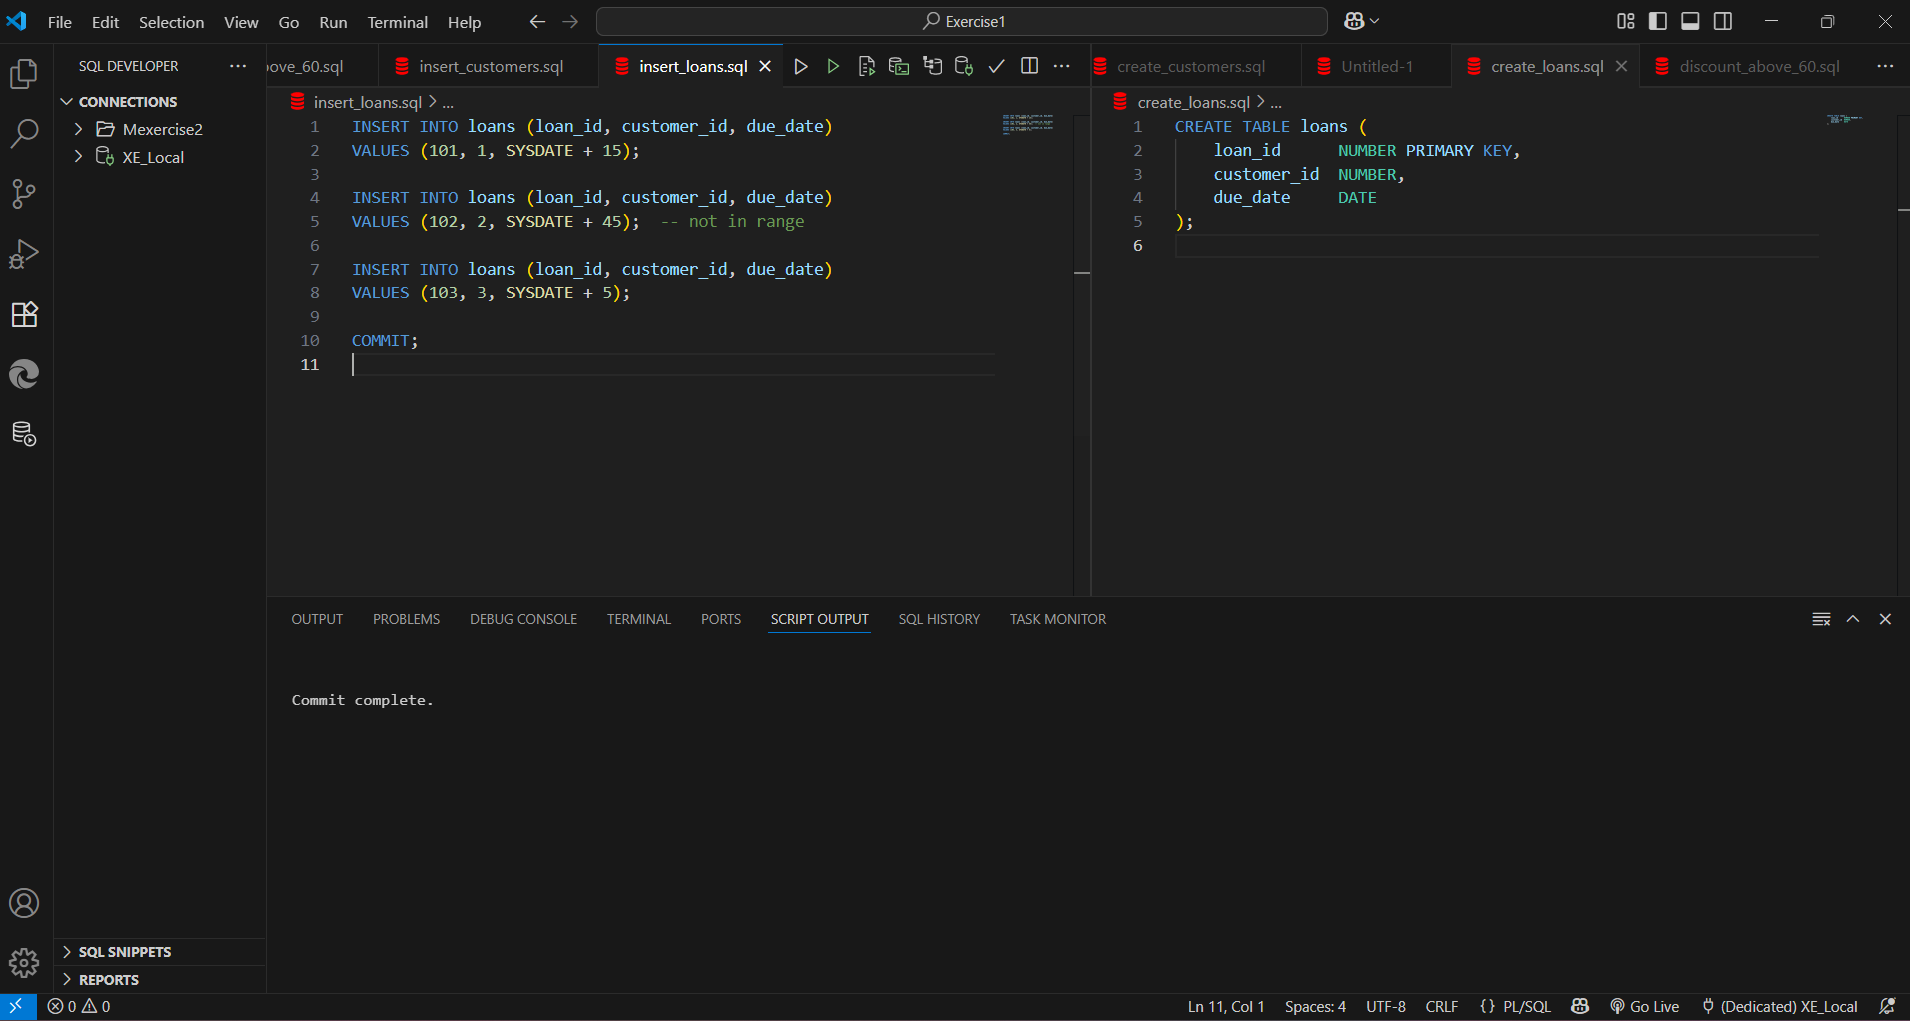 File Edit Selection View Go Run Terminal Help
Exercise1
SQL DEVELOPER
CONNECTIONS
Mexercise2
XE_Local
ove_60.sql insert_customers.sql insert_loans.sql
insert_loans.sql > ...
1 INSERT INTO loans (loan_id, customer_id, due_date)
2 VALUES (101, 1, SYSDATE + 15);
3
4 INSERT INTO loans (loan_id, customer_id, due_date)
5 VALUES (102, 2, SYSDATE + 45);  -- not in range
6
7 INSERT INTO loans (loan_id, customer_id, due_date)
8 VALUES (103, 3, SYSDATE + 5);
9
10 COMMIT;
11
create_customers.sql Untitled-1 create_loans.sql discount_above_60.sql
create_loans.sql > ...
1 CREATE TABLE loans (
2     loan_id      NUMBER PRIMARY KEY,
3     customer_id  NUMBER,
4     due_date     DATE
5 );
6
OUTPUT PROBLEMS DEBUG CONSOLE TERMINAL PORTS SCRIPT OUTPUT SQL HISTORY TASK MONITOR
Commit complete.
SQL SNIPPETS
REPORTS
0 0 Ln 11, Col 1 Spaces: 4 UTF-8 CRLF {} PL/SQL Go Live (Dedicated) XE_Local